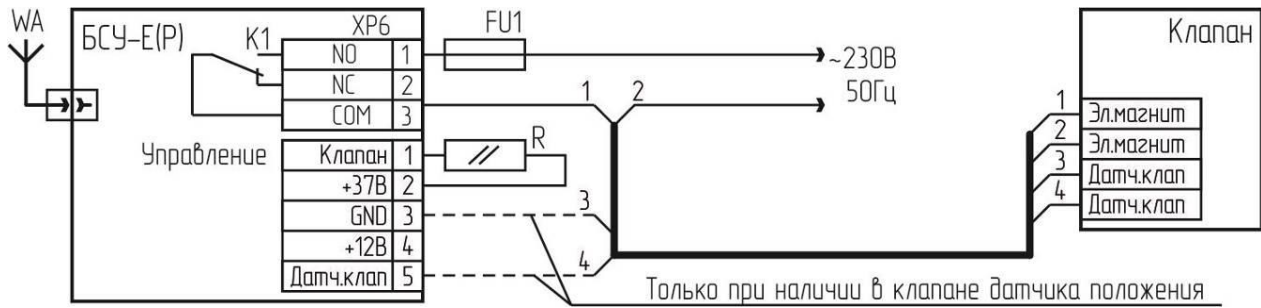 WA
БСУ-Е(Р)
K1
XP6
NO 1
NC 2
COM 3
FU1
1
2
~230В
50Гц
Управление
Клапан 1
+37В 2
GND 3
+12В 4
Датч.клап 5
R
3
4
Клапан
1 Эл.магнит
2 Эл.магнит
3 Датч.клап
4 Датч.клап
Только при наличии в клапане датчика положения